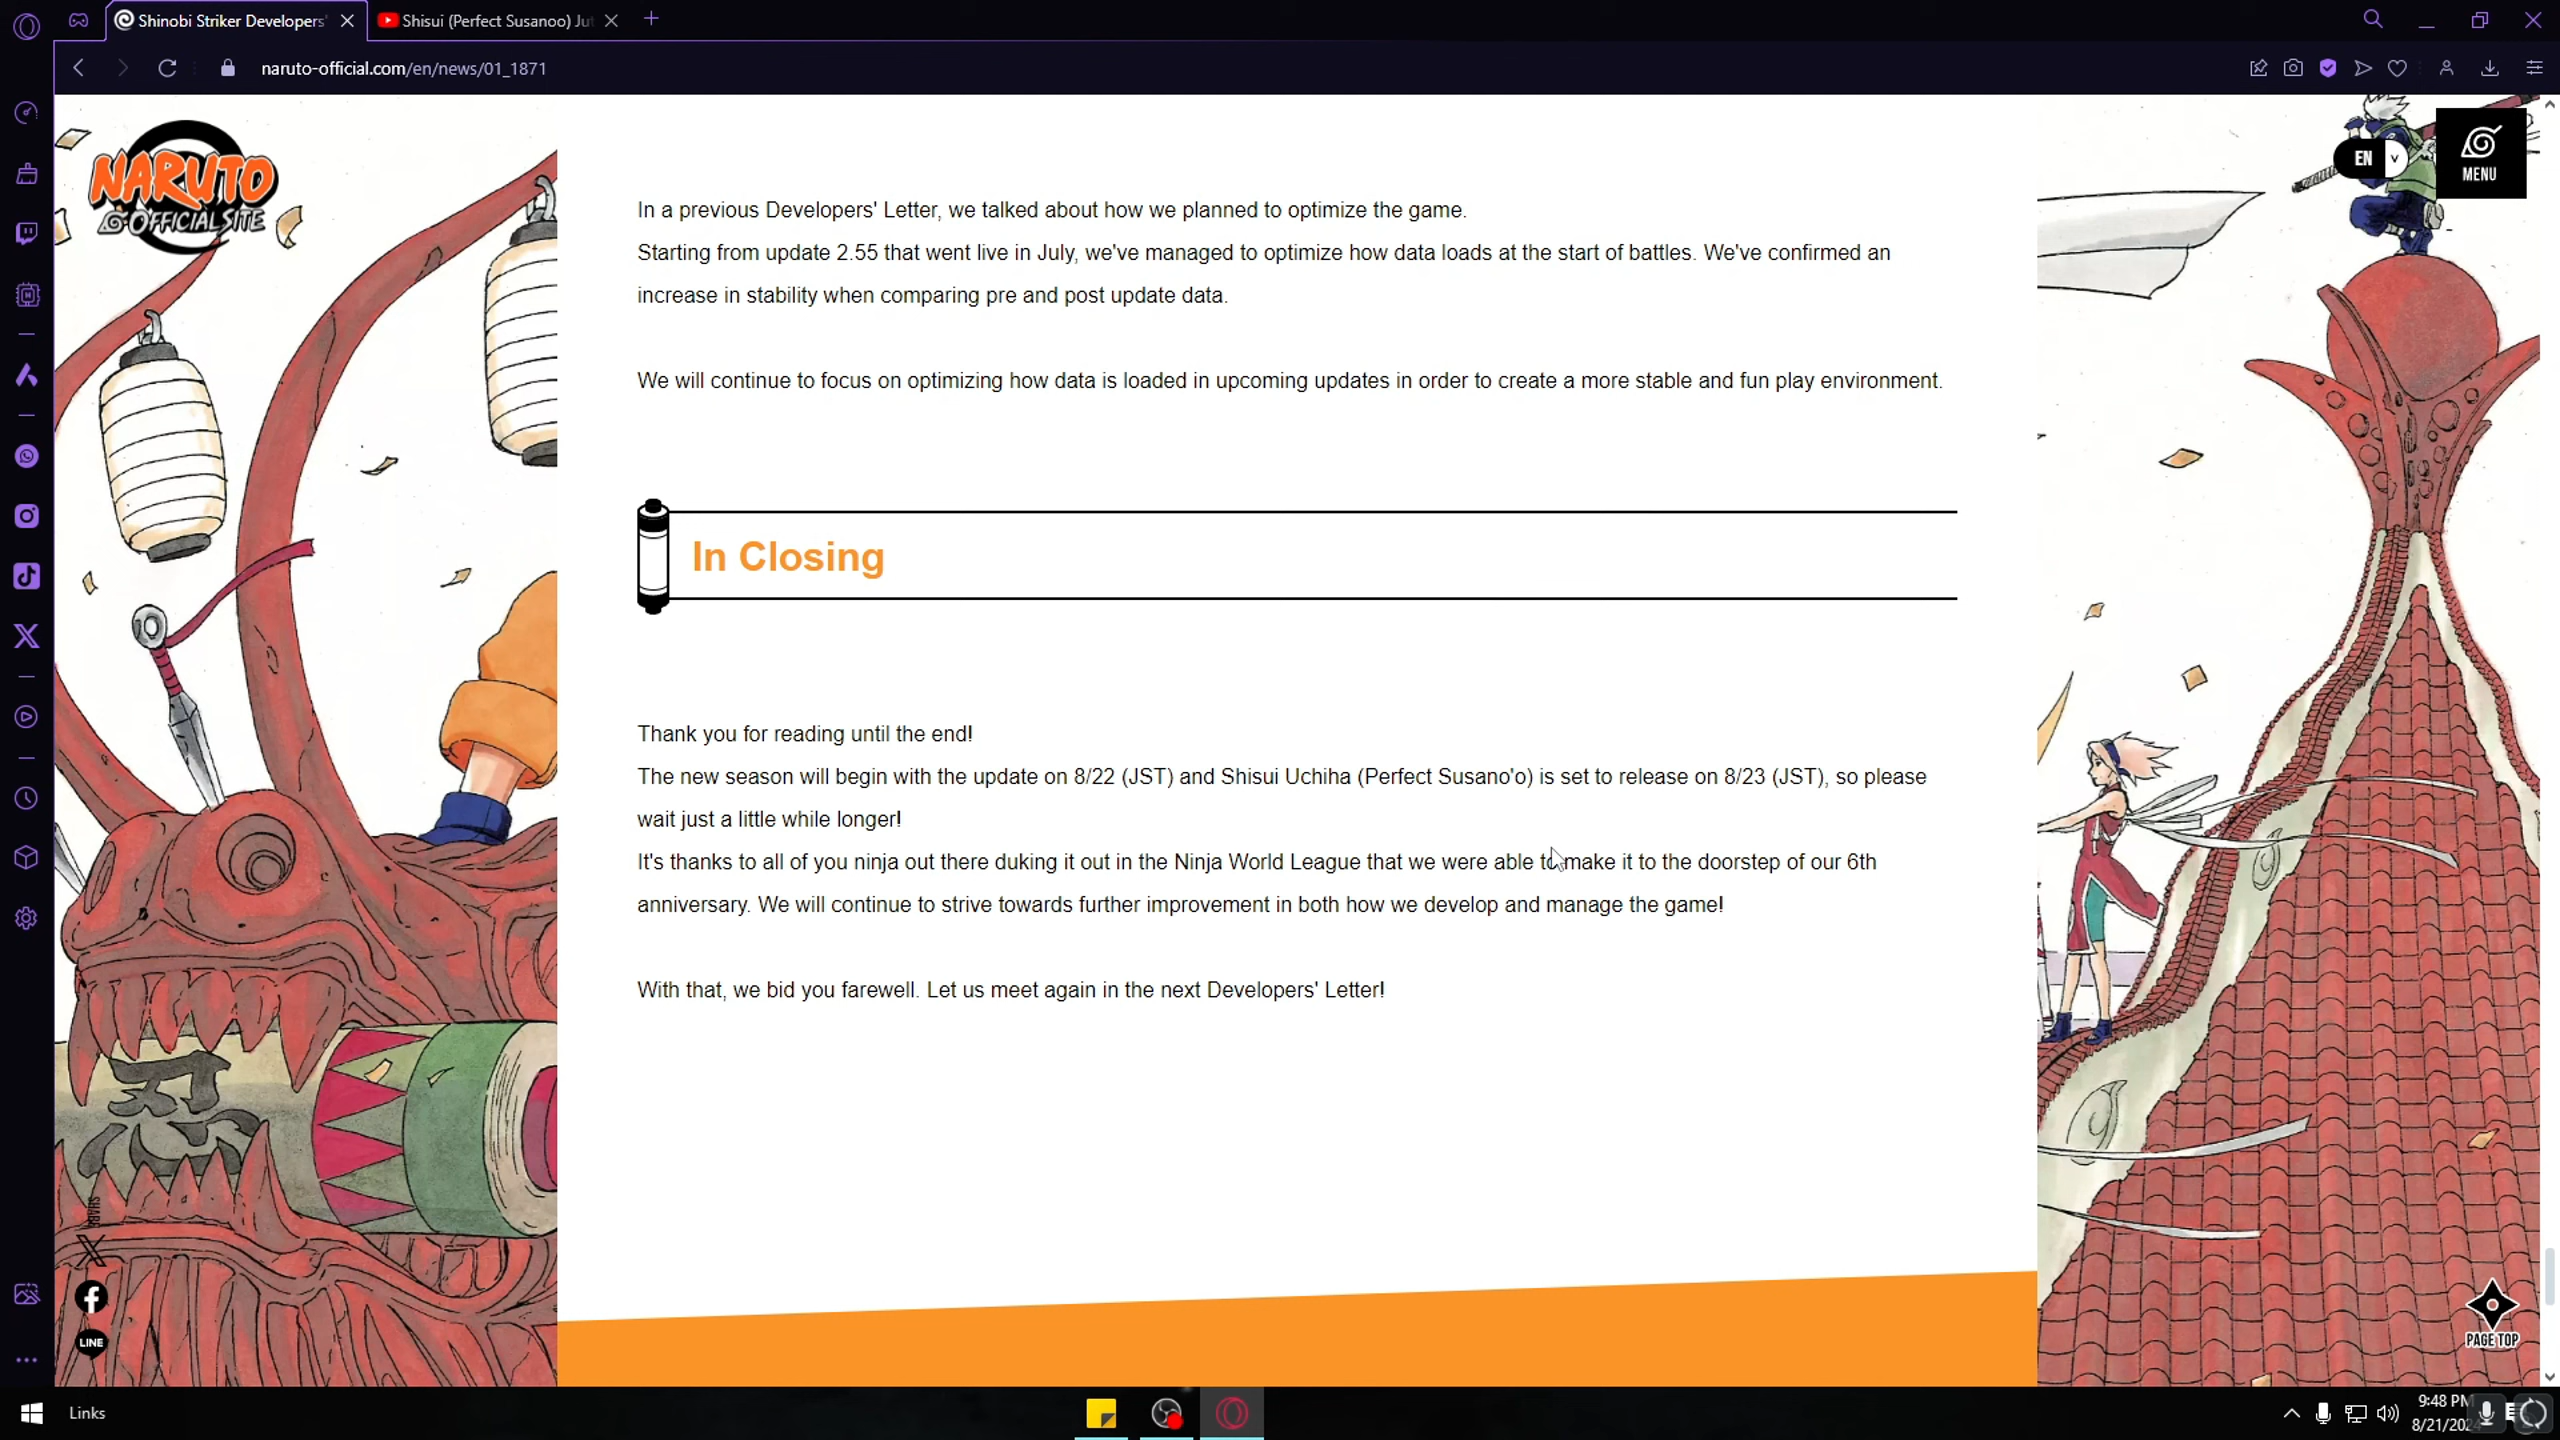 Shinobi Striker Developers'
Shisui (Perfect Susanoo) Jut
naruto-official.com/en/news/01_1871
NARUTO
OFFICIAL SITE
EN
MENU
In a previous Developers' Letter, we talked about how we planned to optimize the game.
Starting from update 2.55 that went live in July, we've managed to optimize how data loads at the start of battles. We've confirmed an
increase in stability when comparing pre and post update data.
We will continue to focus on optimizing how data is loaded in upcoming updates in order to create a more stable and fun play environment.
In Closing
Thank you for reading until the end!
The new season will begin with the update on 8/22 (JST) and Shisui Uchiha (Perfect Susano'o) is set to release on 8/23 (JST), so please
wait just a little while longer!
It's thanks to all of you ninja out there duking it out in the Ninja World League that we were able to make it to the doorstep of our 6th
anniversary. We will continue to strive towards further improvement in both how we develop and manage the game!
With that, we bid you farewell. Let us meet again in the next Developers' Letter!
忍
SHARE
LINE
PAGE TOP
Links
9:48 PM
8/21/202